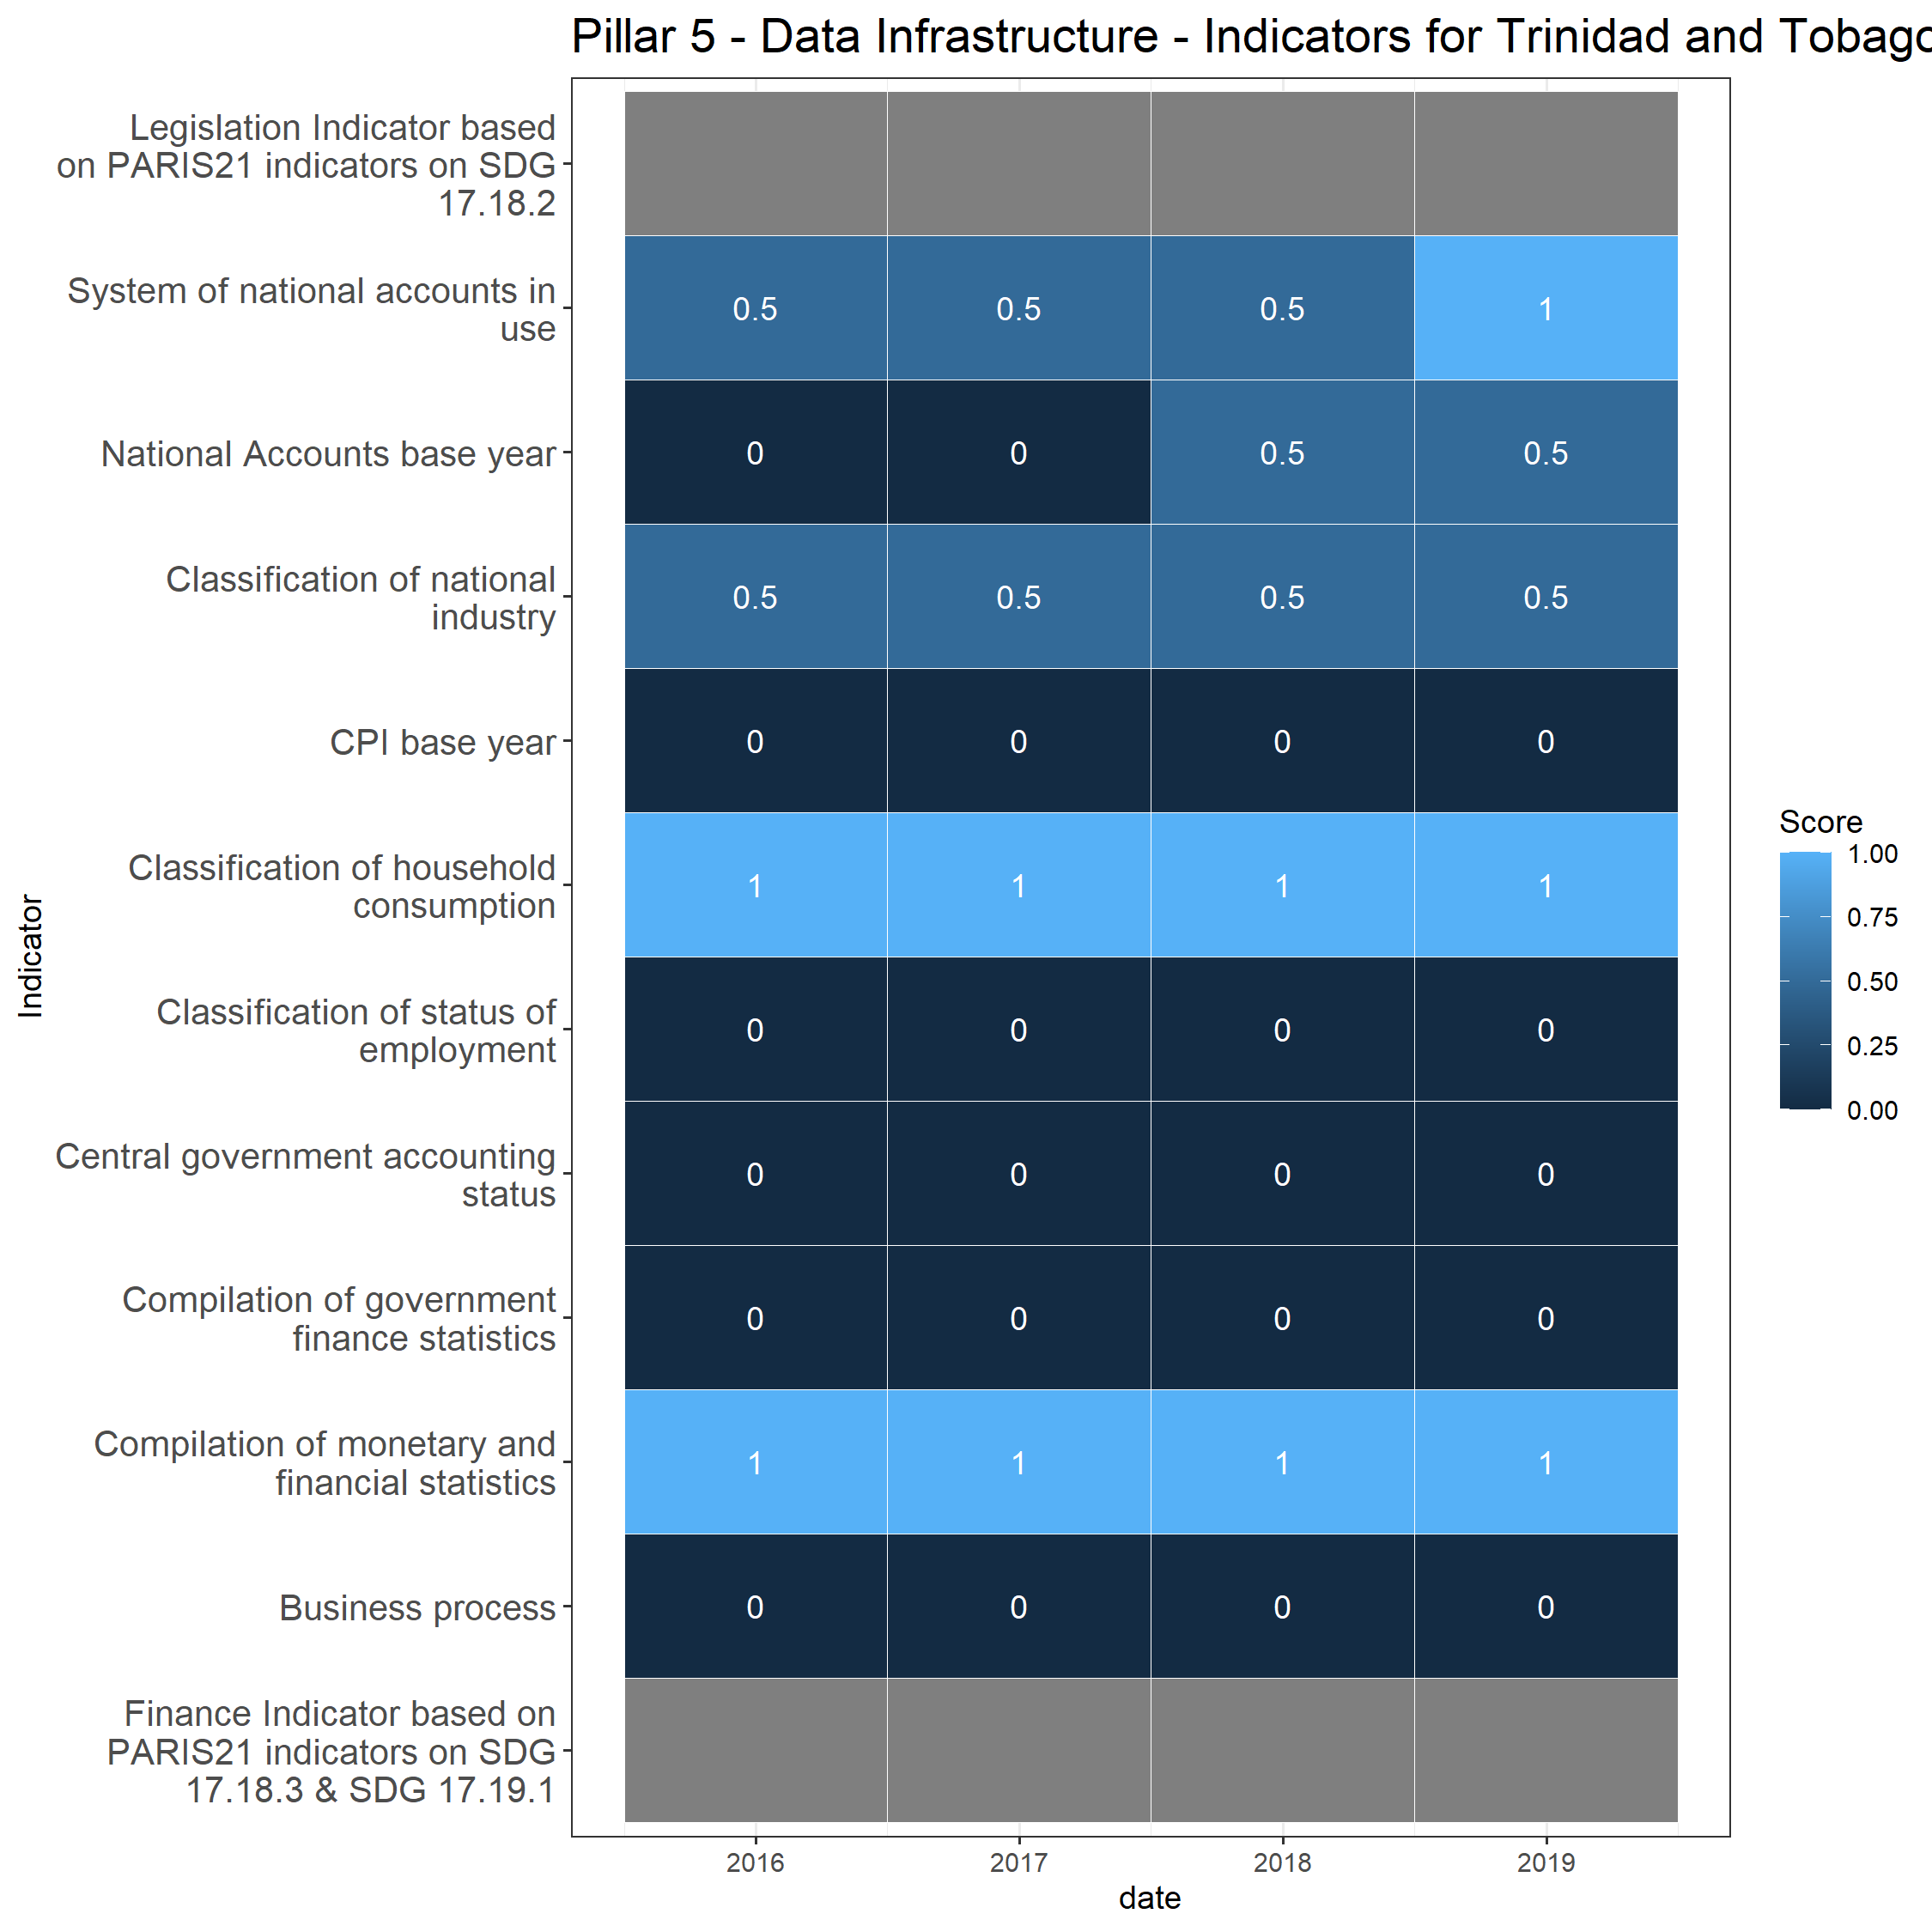 Pillar 5 - Data Infrastructure - Indicators for Trinidad and Tobago
Legislation Indicator based
on PARIS21 indicators on SDG
17.18.2
System of national accounts in
use
0.5 0.5 0.5 1
National Accounts base year
0 0 0.5 0.5
Classification of national
industry
0.5 0.5 0.5 0.5
CPI base year
0 0 0 0
Classification of household
consumption
1 1 1 1
Classification of status of
employment
0 0 0 0
Central government accounting
status
0 0 0 0
Compilation of government
finance statistics
0 0 0 0
Compilation of monetary and
financial statistics
1 1 1 1
Business process
0 0 0 0
Finance Indicator based on
PARIS21 indicators on SDG
17.18.3 & SDG 17.19.1
Indicator
2016 2017 2018 2019
date
Score
1.00
0.75
0.50
0.25
0.00